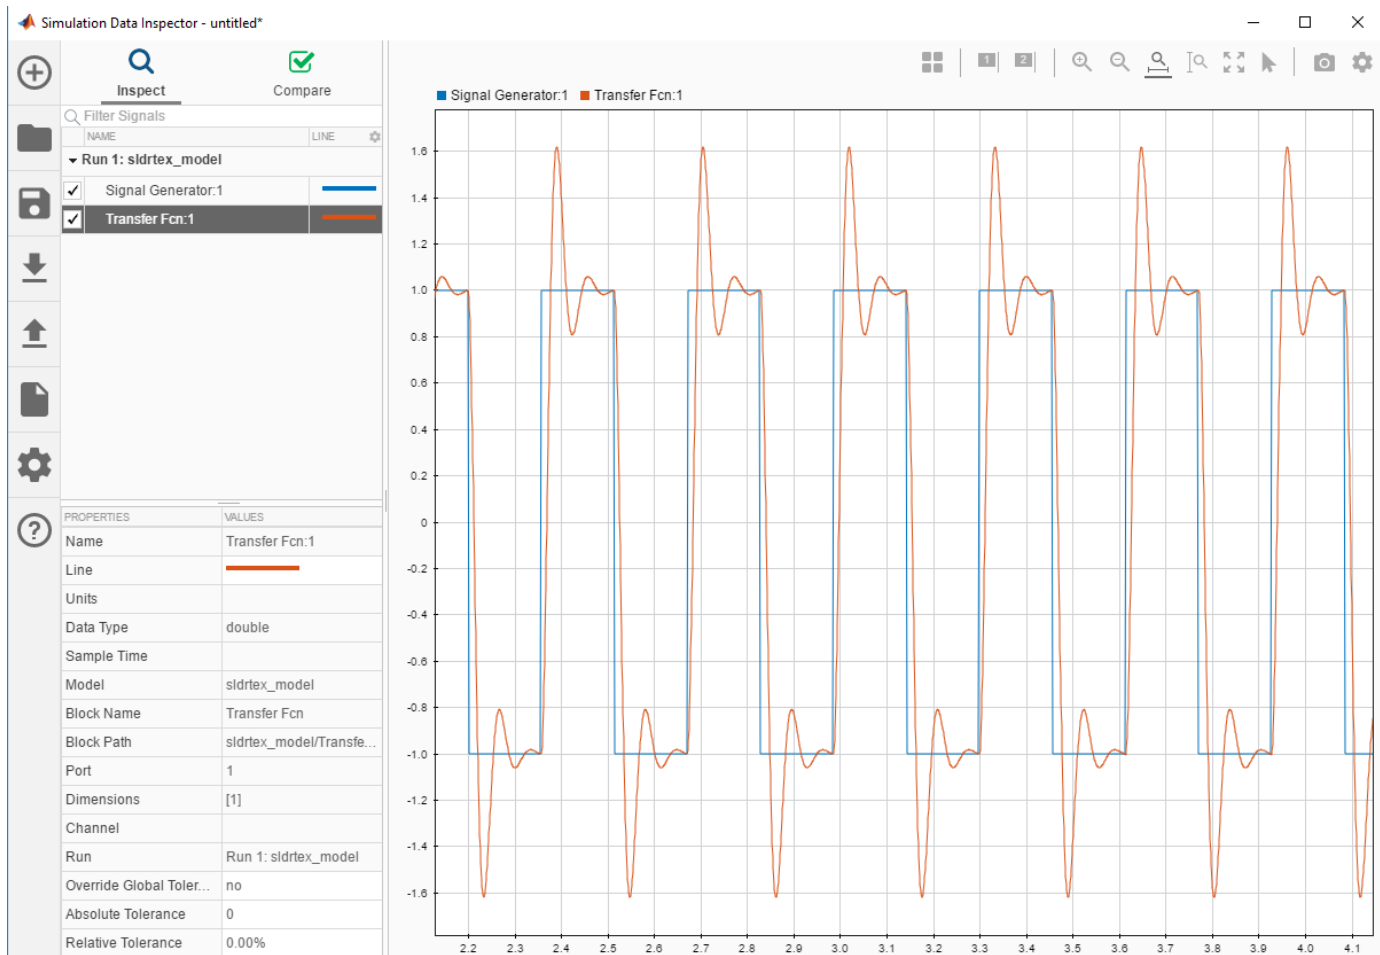 Simulation Data Inspector - untitled*
Inspect
Compare
Filter Signals
NAME LINE
Run 1: sldrtex_model
Signal Generator:1
Transfer Fcn:1
PROPERTIES VALUES
Name Transfer Fcn:1
Line
Units
Data Type double
Sample Time
Model sldrtex_model
Block Name Transfer Fcn
Block Path sldrtex_model/Transfe...
Port 1
Dimensions [1]
Channel
Run Run 1: sldrtex_model
Override Global Toler... no
Absolute Tolerance 0
Relative Tolerance 0.00%
1 2
Signal Generator:1 Transfer Fcn:1
1.6
1.4
1.2
1.0
0.8
0.6
0.4
0.2
0
-0.2
-0.4
-0.6
-0.8
-1.0
-1.2
-1.4
-1.6
2.2 2.3 2.4 2.5 2.6 2.7 2.8 2.9 3.0 3.1 3.2 3.3 3.4 3.5 3.6 3.7 3.8 3.9 4.0 4.1